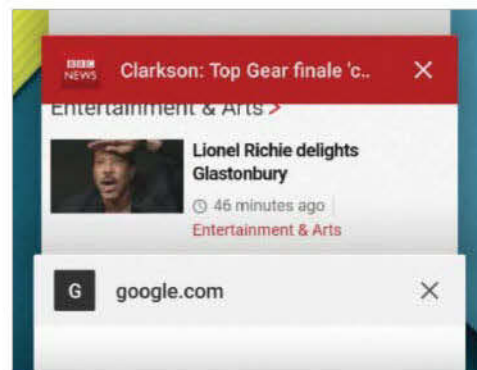 BBC
NEWS
Clarkson: Top Gear finale 'c..
Entertainment & Arts >
Lionel Richie delights
Glastonbury
46 minutes ago
Entertainment & Arts
G
google.com